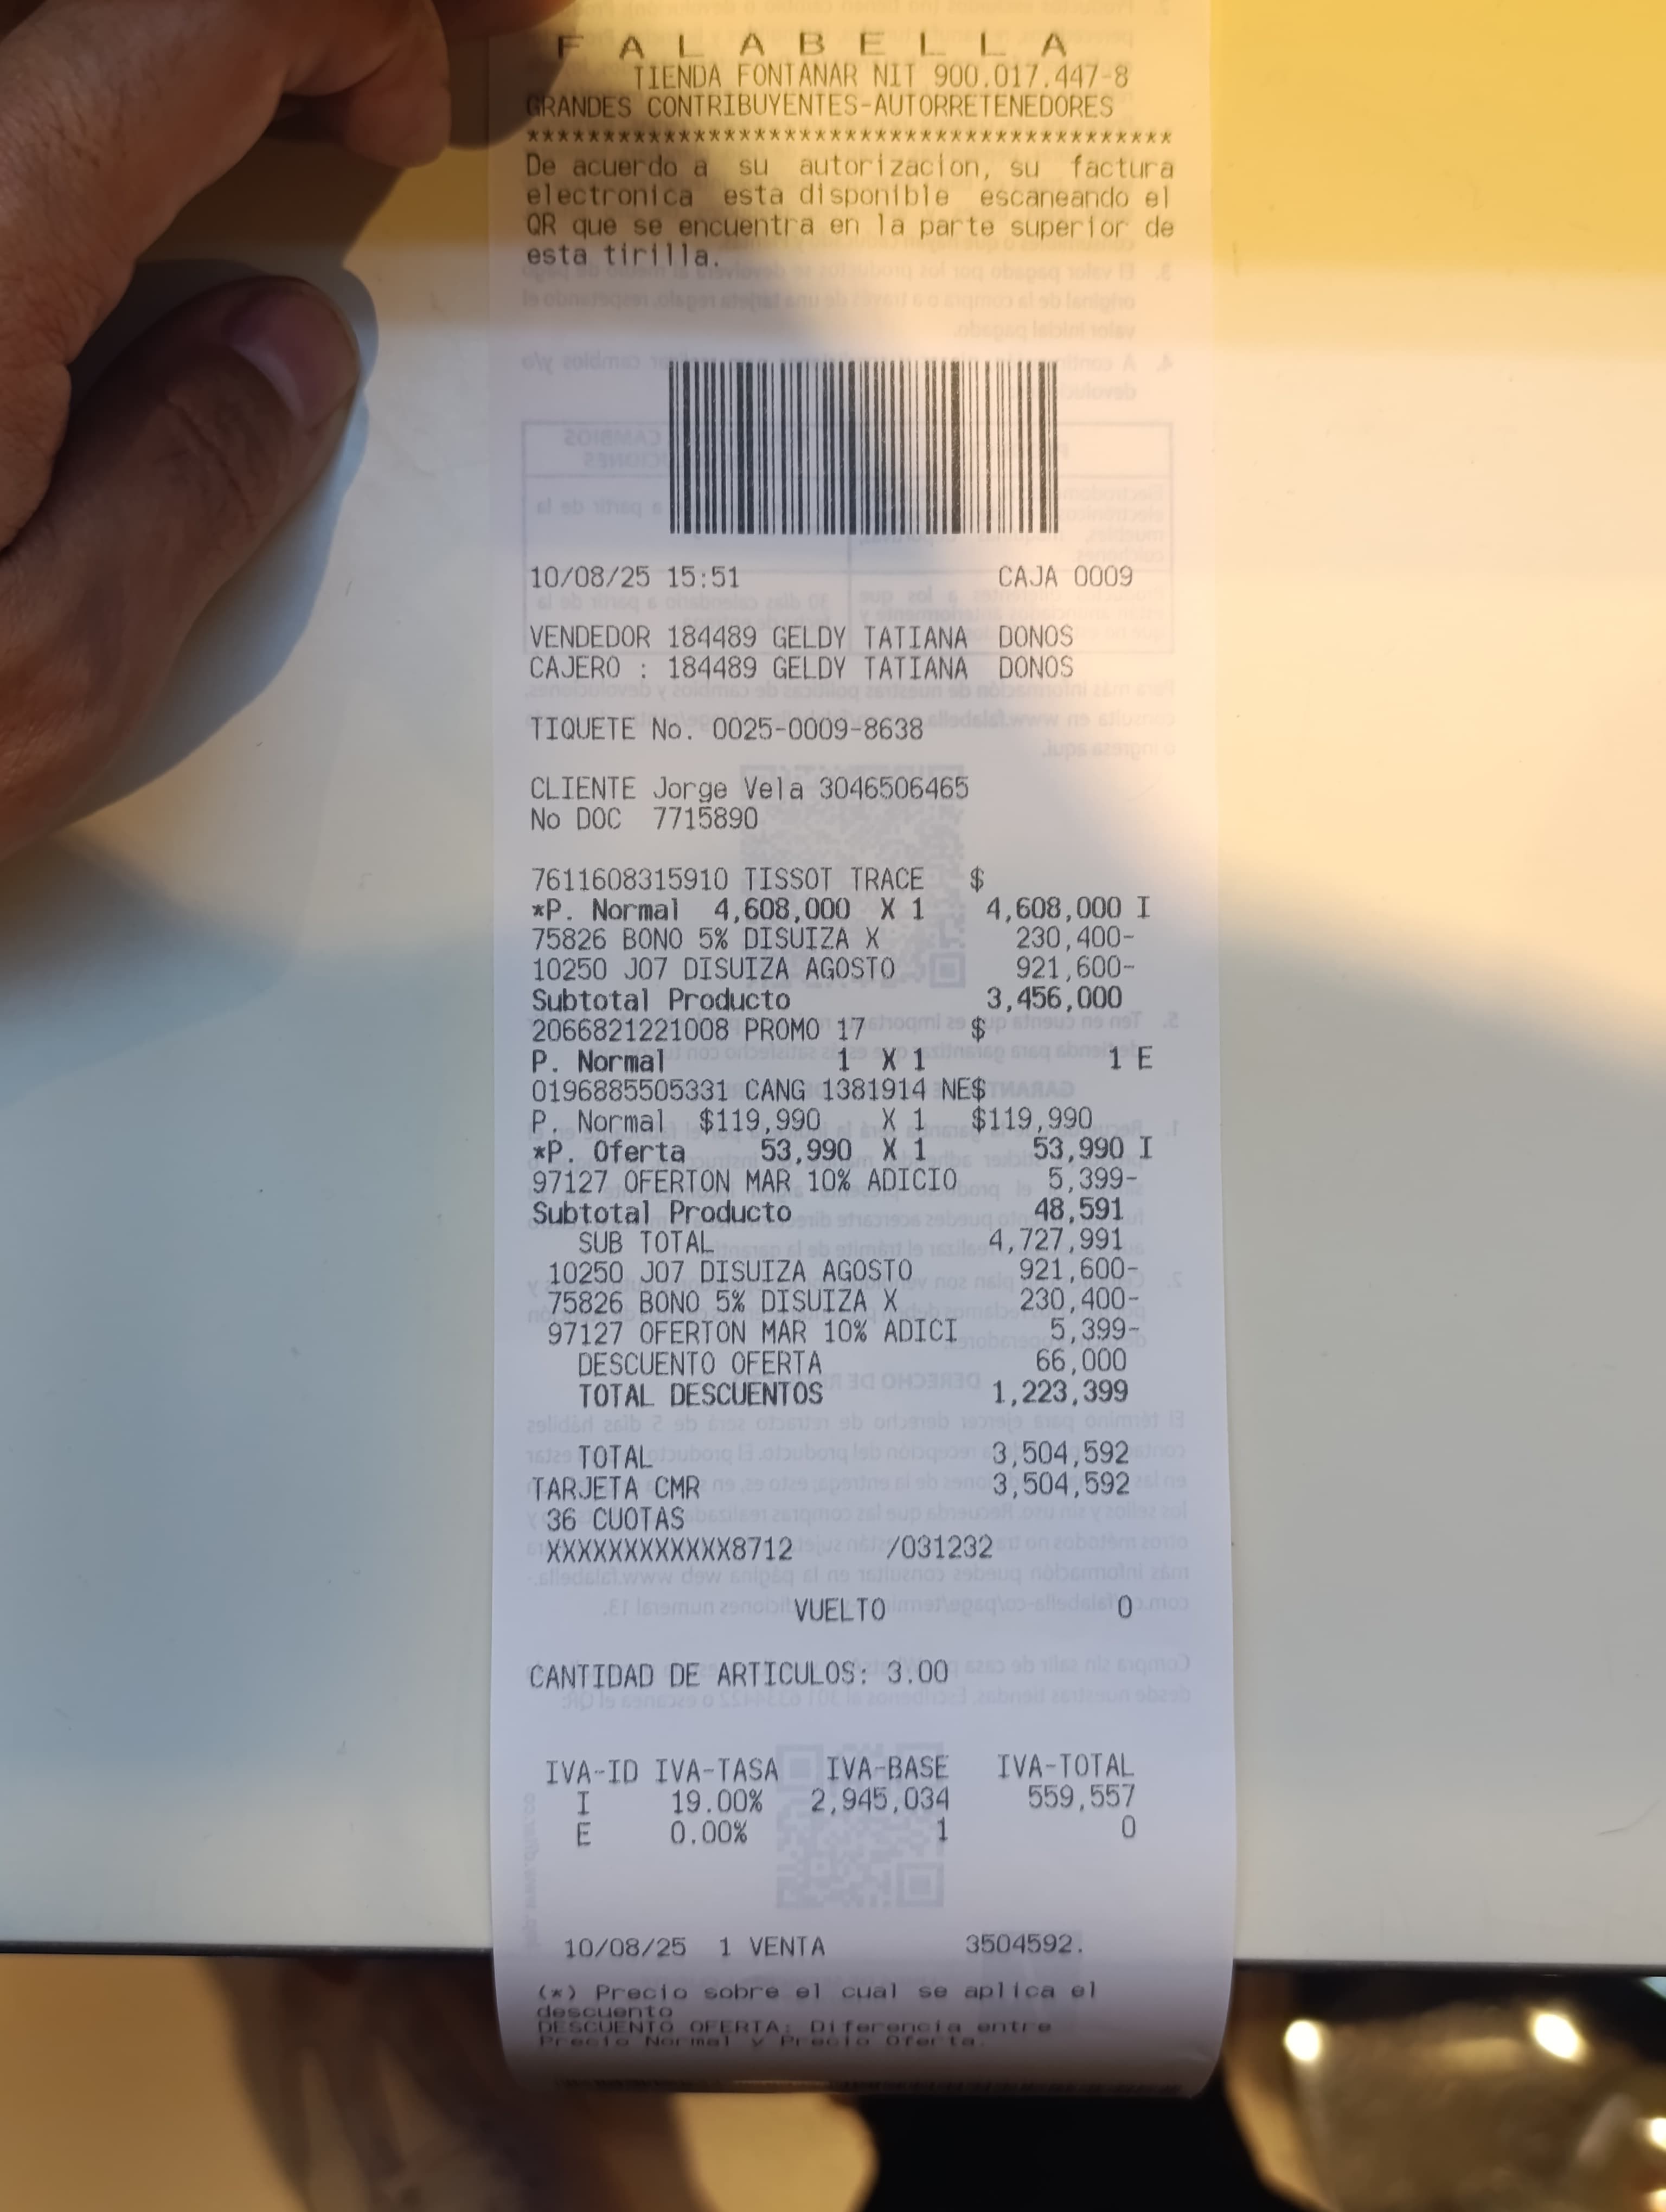 F A L A B E L L A
TIENDA FONTANAR NIT 900.017.447-8
GRANDES CONTRIBUYENTES-AUTORRETENEDORES
*******************************************
De acuerdo a su autorizacion, su factura
electronica esta disponible escaneando el
QR que se encuentra en la parte superior de
esta tirilla.
10/08/25 15:51 CAJA 0009
VENDEDOR 184489 GELDY TATIANA DONOS
CAJERO : 184489 GELDY TATIANA DONOS
TIQUETE No. 0025-0009-8638
CLIENTE Jorge Vela 3046506465
No DOC 7715890
7611608315910 TISSOT TRACE $
*P. Normal 4,608,000 X 1 4,608,000 I
75826 BONO 5% DISUIZA X 230,400-
10250 J07 DISUIZA AGOSTO 921,600-
Subtotal Producto 3,456,000
2066821221008 PROMO 17 $
P. Normal 1 X 1 1 E
0196885505331 CANG 1381914 NE$
P. Normal $119,990 X 1 $119,990
*P. Oferta 53,990 X 1 53,990 I
97127 OFERTON MAR 10% ADICIO 5,399-
Subtotal Producto 48,591
SUB TOTAL 4,727,991
10250 J07 DISUIZA AGOSTO 921,600-
75826 BONO 5% DISUIZA X 230,400-
97127 OFERTON MAR 10% ADICI 5,399-
DESCUENTO OFERTA 66,000
TOTAL DESCUENTOS 1,223,399
TOTAL 3,504,592
TARJETA CMR 3,504,592
36 CUOTAS
XXXXXXXXXXXX8712 /031232
VUELTO 0
CANTIDAD DE ARTICULOS: 3.00
IVA-ID IVA-TASA IVA-BASE IVA-TOTAL
I 19.00% 2,945,034 559,557
E 0.00% 1 0
10/08/25 1 VENTA 3504592.
(*) Precio sobre el cual se aplica el
descuento
DESCUENTO OFERTA: Diferencia entre
Precio Normal y Precio Oferta.